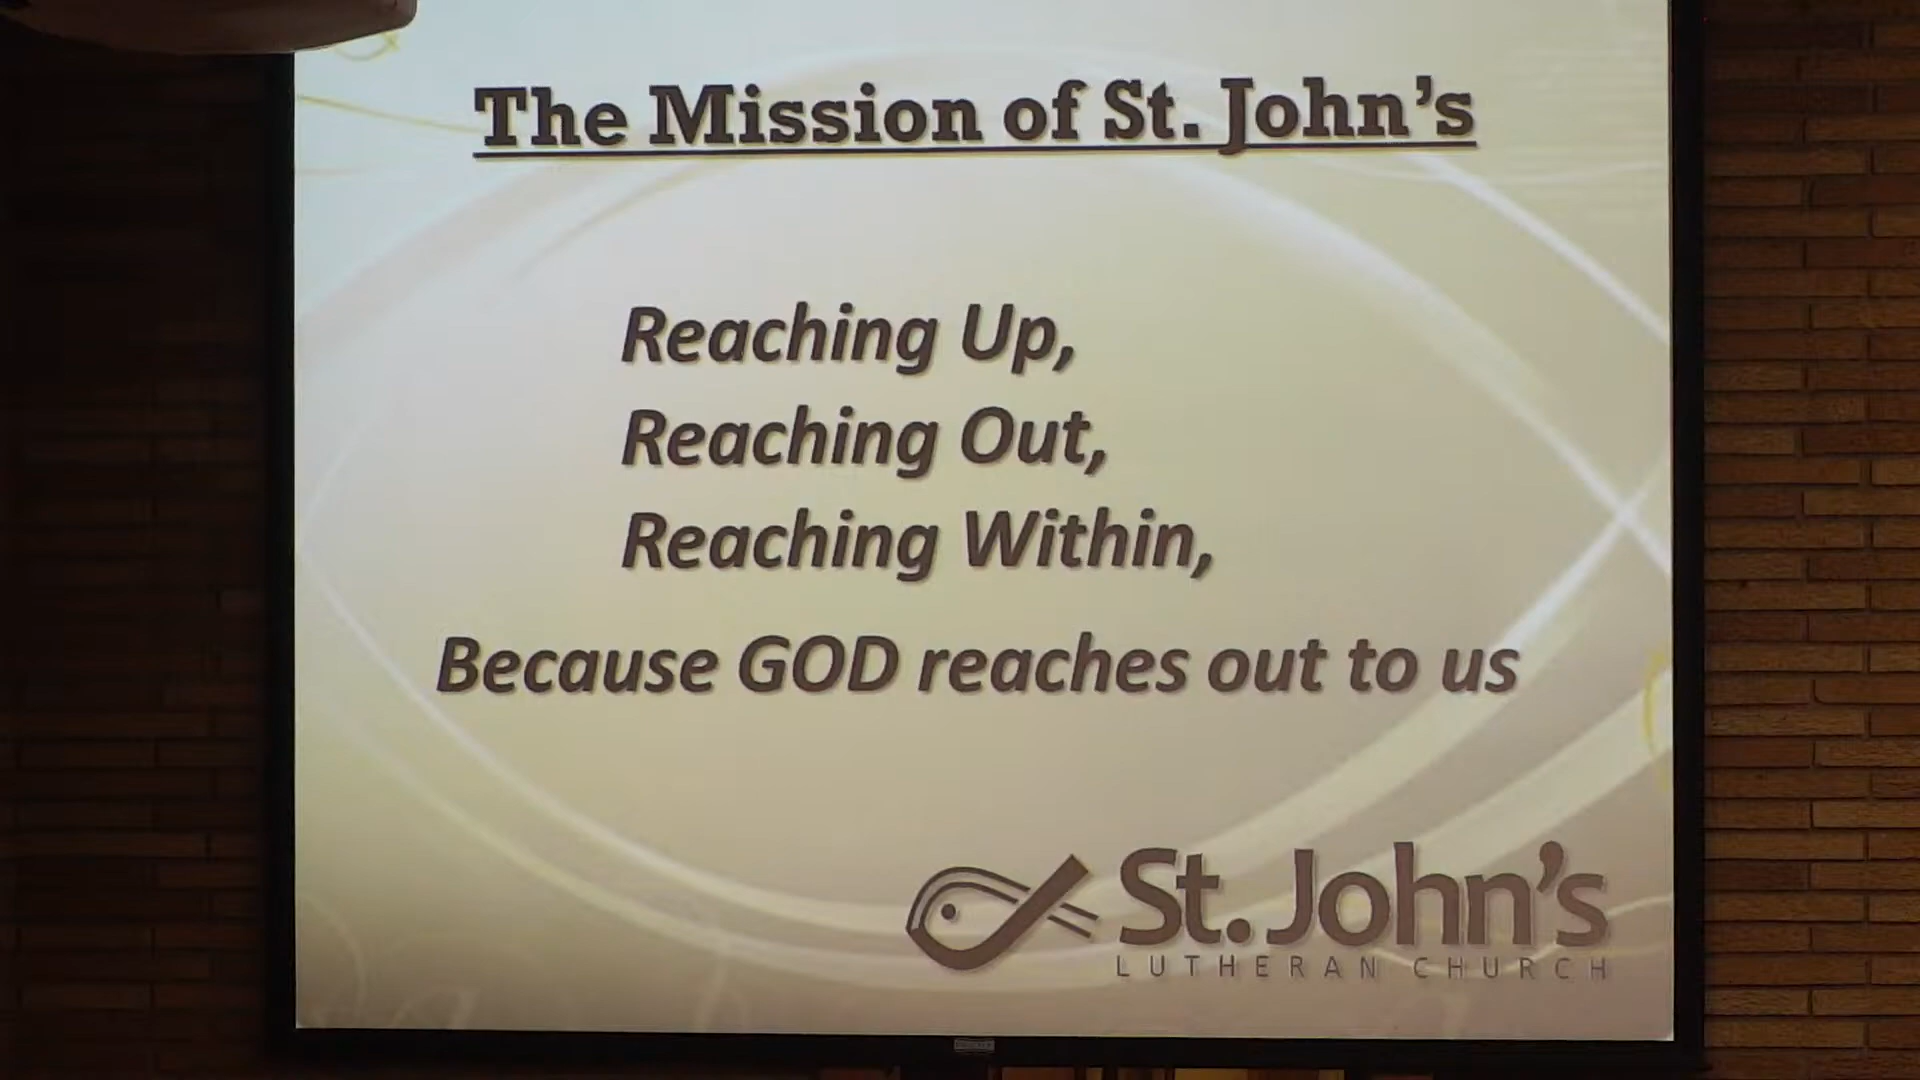 The Mission of St. John's
Reaching Up,
Reaching Out,
Reaching Within,
Because GOD reaches out to us
St. John's
LUTHERAN CHURCH